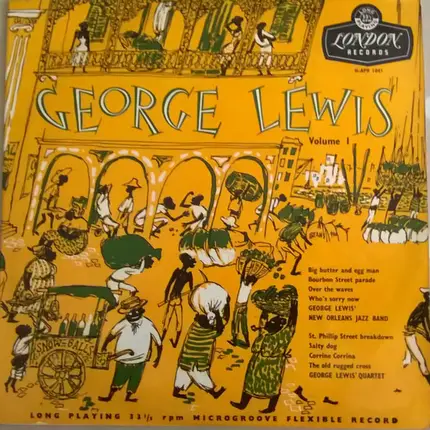 LONDON
RECORDS
GEORGE LEWIS
Volume 1
Big butter and egg man
Bourbon Street parade
Over the waves
Who's sorry now
GEORGE LEWIS'
NEW ORLEANS JAZZ BAND
St. Phillip Street breakdown
Salty dog
Corrine Corrina
The old rugged cross
GEORGE LEWIS' QUARTET
SNOW-BALLS
LONG PLAYING 33⅓ rpm MICROGROOVE FLEXIBLE RECORD